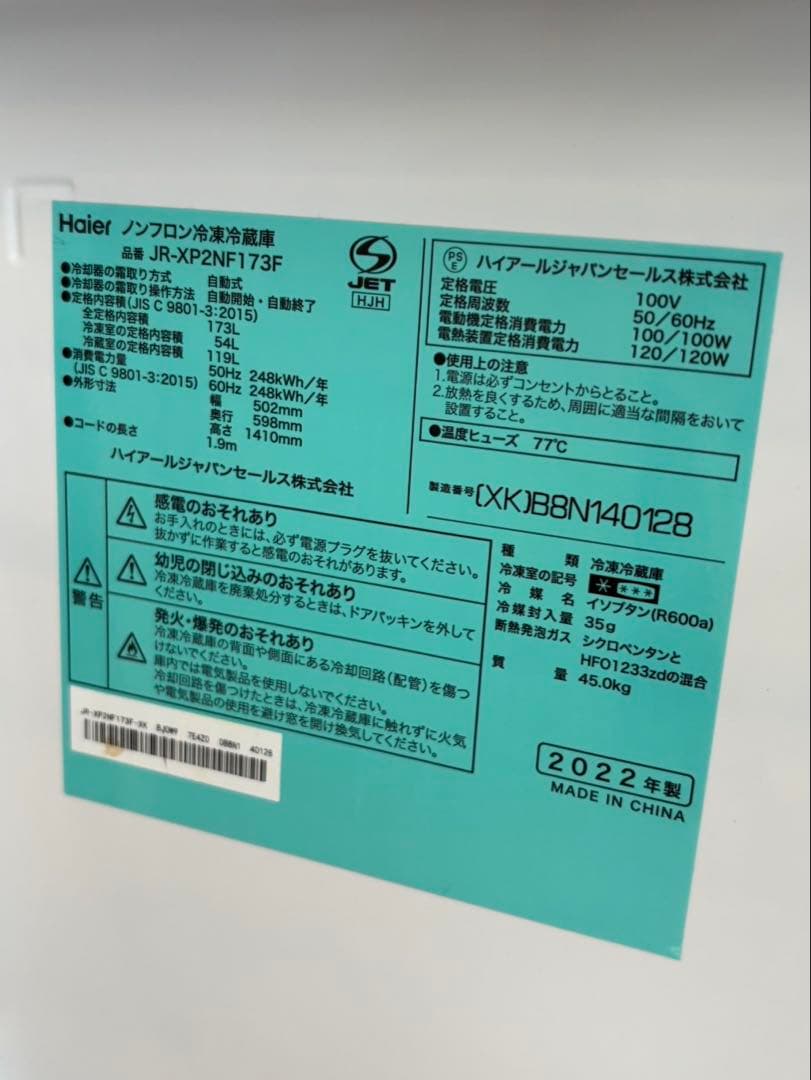 Haier ノンフロン冷凍冷蔵庫
品番 JR-XP2NF173F
●冷却器の霜取り方式 自動式
●冷却器の霜取り操作方法 自動開始・自動終了
●定格内容積(JIS C 9801-3:2015)
全定格内容積 173L
冷凍室の定格内容積 54L
冷蔵室の定格内容積 119L
●消費電力量 50Hz 248kWh/年
(JIS C 9801-3:2015) 60Hz 248kWh/年
●外形寸法 幅 502mm
奥行 598mm
高さ 1410mm
●コードの長さ 1.9m
ハイアールジャパンセールス株式会社
S
JET
HJH
PS
E
ハイアールジャパンセールス株式会社
定格電圧 100V
定格周波数 50/60Hz
電動機定格消費電力 100/100W
電熱装置定格消費電力 120/120W
●使用上の注意
1.電源は必ずコンセントからとること。
2.放熱を良くするため、周囲に適当な間隔をおいて
設置すること。
●温度ヒューズ 77℃
製造番号 (XK)B8N140128
警告
感電のおそれあり
お手入れのときには、必ず電源プラグを抜いてください。
抜かずに作業すると感電のおそれがあります。
幼児の閉じ込めのおそれあり
冷凍冷蔵庫を廃棄処分するときは、ドアパッキンを外して
ください。
発火・爆発のおそれあり
冷凍冷蔵庫の背面や側面にある冷却回路(配管)を傷つ
けないでください。
庫内では電気製品を使用しないでください。
冷却回路を傷つけたときは、冷凍冷蔵庫に触れずに火気
や電気製品の使用を避け窓を開け換気してください。
種類 冷凍冷蔵庫
冷凍室の記号 * ***
冷媒名 イソブタン(R600a)
冷媒封入量 35g
断熱発泡ガス シクロペンタンと
HFO1233zdの混合
質量 45.0kg
JR-XP2NF173F-XK BJ0W9 7E4Z0 0B8N1 40128
2022年製
MADE IN CHINA